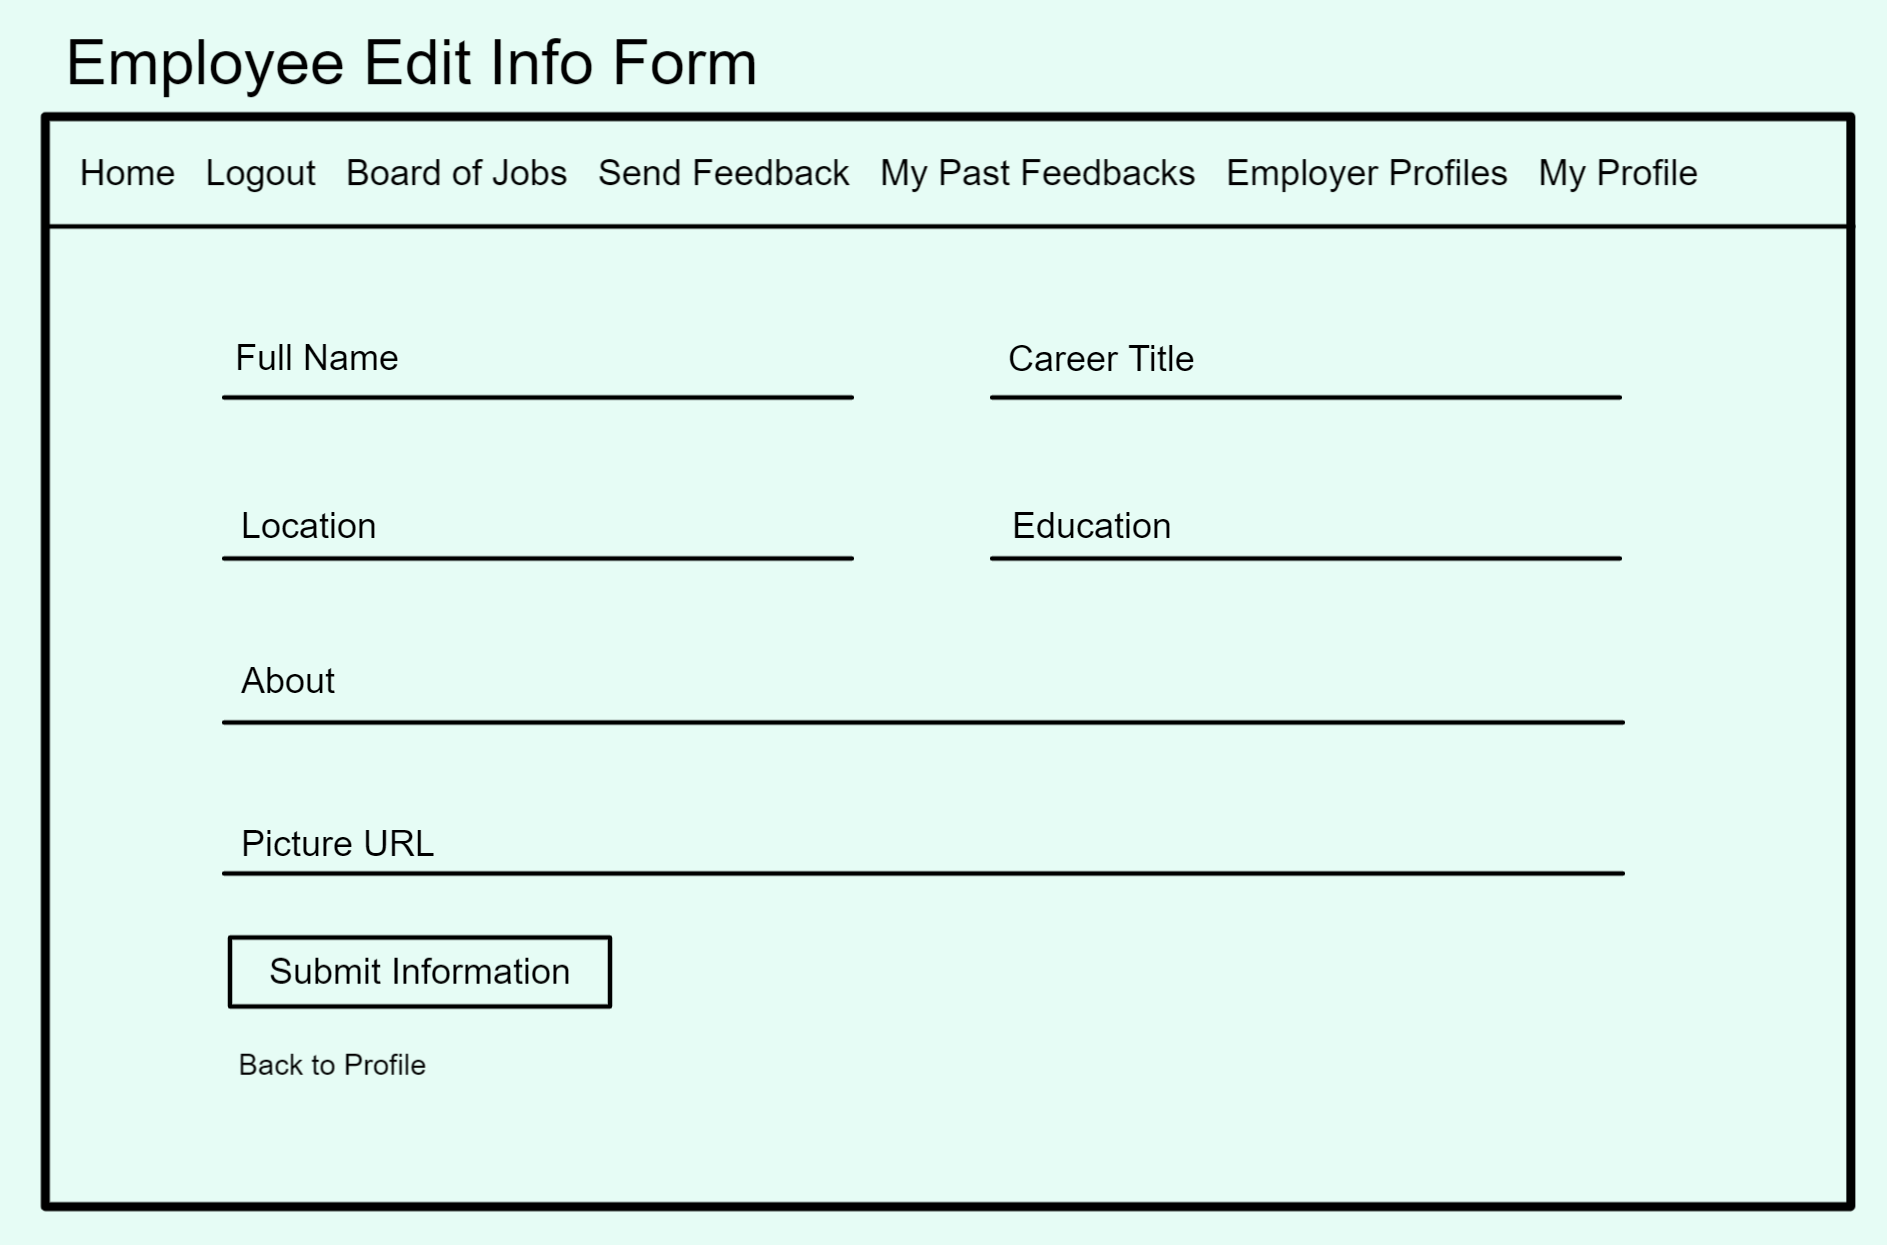 Employee Edit Info Form
Home Logout Board of Jobs Send Feedback My Past Feedbacks Employer Profiles My Profile
Full Name Career Title
Location Education
About
Picture URL
Submit Information
Back to Profile